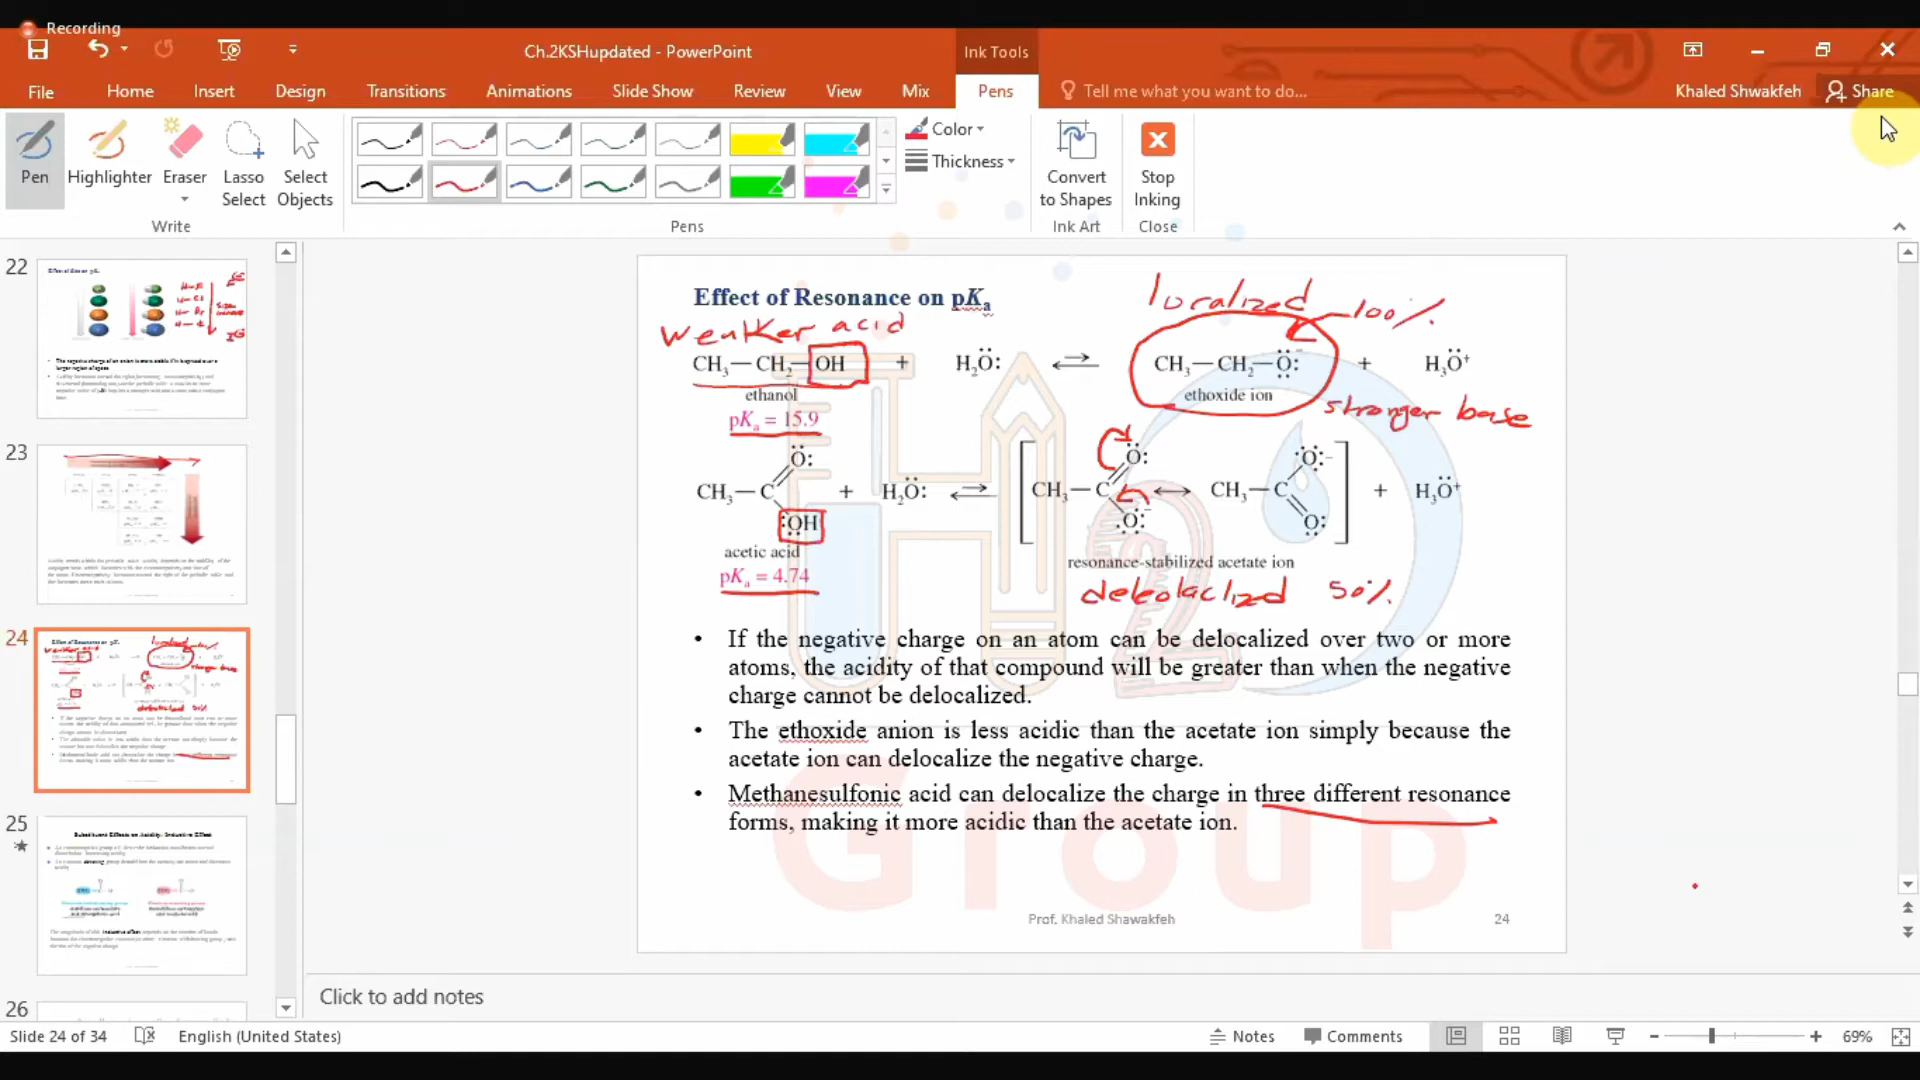 Recording
Ch.2KSHupdated - PowerPoint
Ink Tools
File Home Insert Design Transitions Animations Slide Show Review View Mix Pens Tell me what you want to do... Khaled Shwakfeh Share
Pen Highlighter Eraser Lasso Select Select Objects Color Thickness Convert to Shapes Stop Inking
Write Pens Ink Art Close
22
23
24
25
26
Effect of Resonance on pKa
localized
100%
weaker acid
CH3—CH2—OH + H2O: ⇌ CH3—CH2—O:⁻ + H3O⁺
ethanol
ethoxide ion
stronger base
pKa = 15.9
CH3—C O: :OH + H2O: ⇌ [ CH3—C O: O:⁻ ↔ CH3—C O:⁻ O: ] + H3O⁺
acetic acid
resonance-stabilized acetate ion
pKa = 4.74
deleolaclized 50%
• If the negative charge on an atom can be delocalized over two or more
atoms, the acidity of that compound will be greater than when the negative
charge cannot be delocalized.
• The ethoxide anion is less acidic than the acetate ion simply because the
acetate ion can delocalize the negative charge.
• Methanesulfonic acid can delocalize the charge in three different resonance
forms, making it more acidic than the acetate ion.
H2O
Group
Prof. Khaled Shawakfeh
24
Click to add notes
Slide 24 of 34 English (United States) Notes Comments 69%